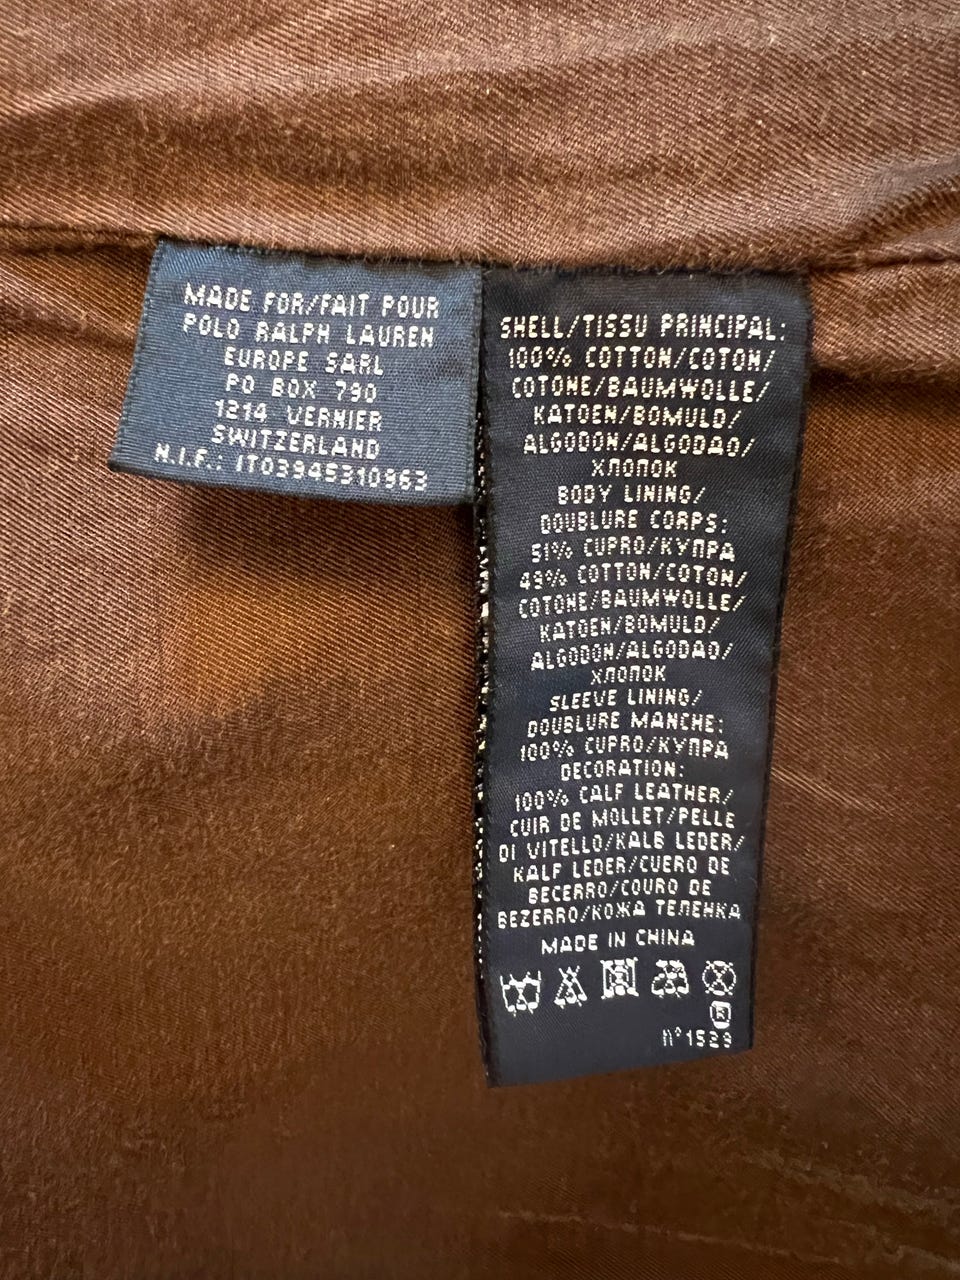 MADE FOR/FAIT POUR
POLO RALPH LAUREN
EUROPE SARL
PO BOX 790
1214 VERNIER
SWITZERLAND
N.I.F.: IT03945310963
SHELL/TISSU PRINCIPAL:
100% COTTON/COTON/
COTONE/BAUMWOLLE/
KATOEN/BOMULD/
ALGODON/ALGODAO/
ХЛОПОК
BODY LINING/
DOUBLURE CORPS:
51% CUPRO/КУПРА
49% COTTON/COTON/
COTONE/BAUMWOLLE/
KATOEN/BOMULD/
ALGODON/ALGODAO/
ХЛОПОК
SLEEVE LINING/
DOUBLURE MANCHE:
100% CUPRO/КУПРА
DECORATION:
100% CALF LEATHER/
CUIR DE MOLLET/PELLE
DI VITELLO/KALB LEDER/
KALF LEDER/CUERO DE
BECERRO/COURO DE
BEZERRO/КОЖА ТЕЛЕНКА
MADE IN CHINA
K
n°1529